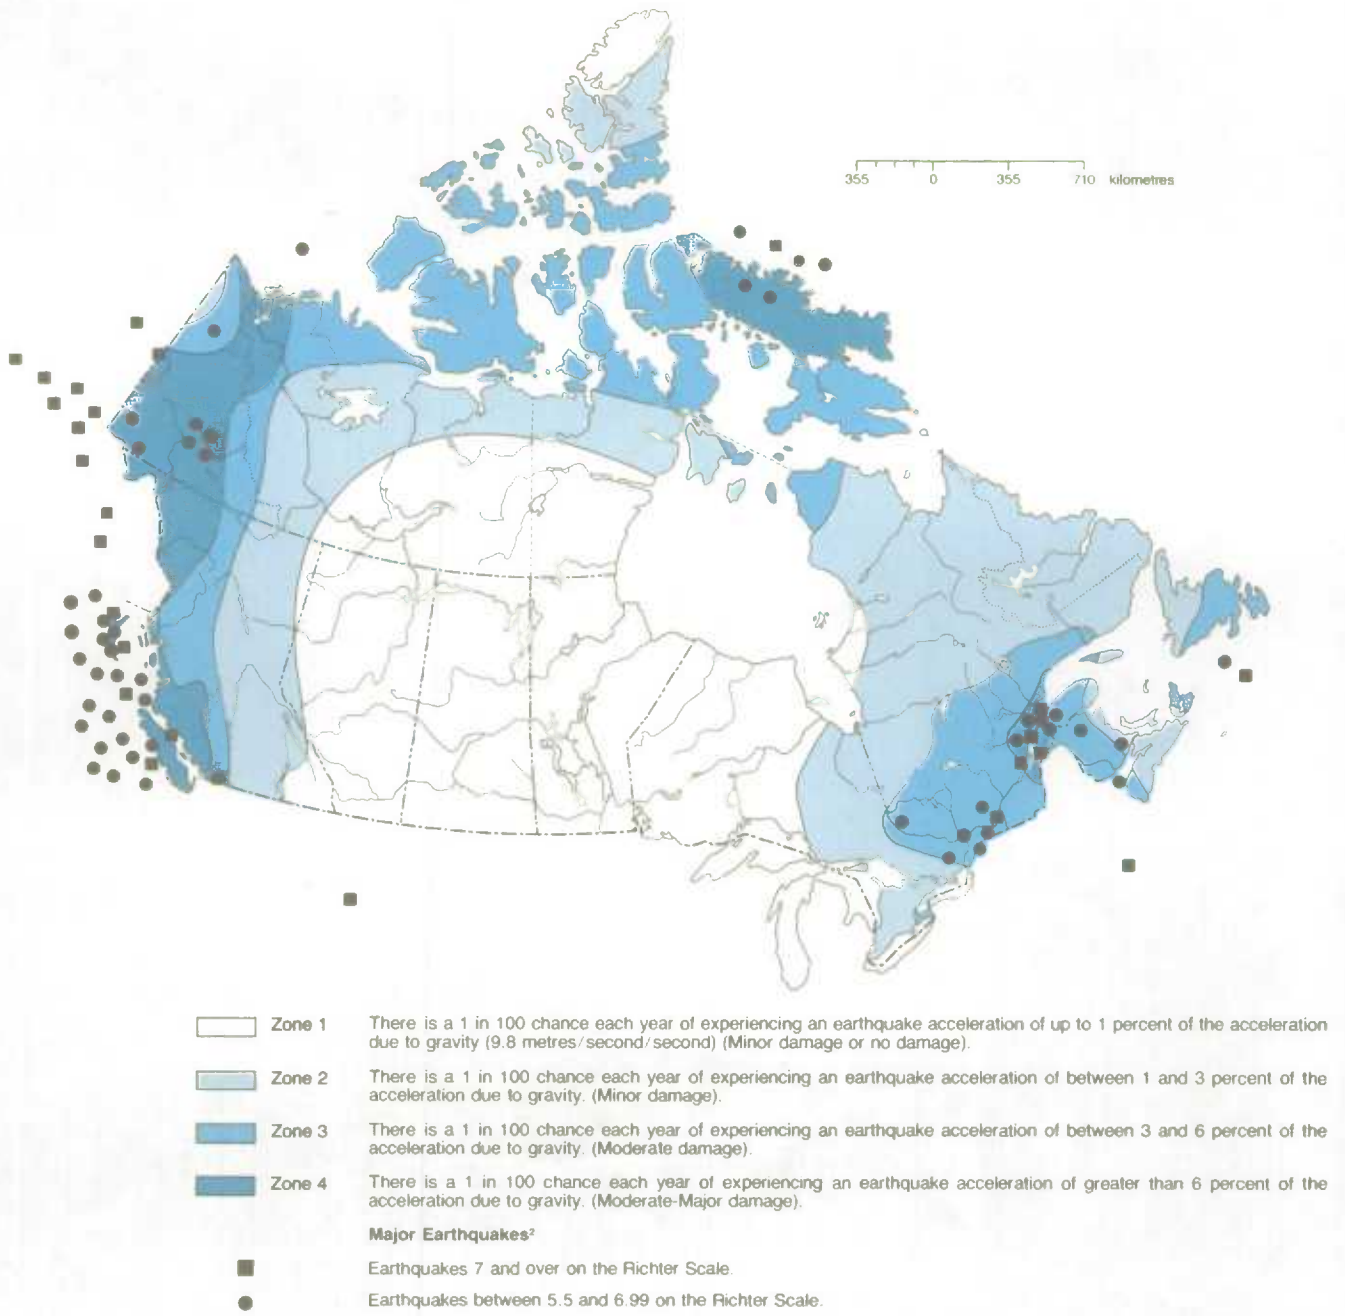 355 0 355 710 kilometres
Zone 1 There is a 1 in 100 chance each year of experiencing an earthquake acceleration of up to 1 percent of the acceleration
due to gravity (9.8 metres/second/second) (Minor damage or no damage).
Zone 2 There is a 1 in 100 chance each year of experiencing an earthquake acceleration of between 1 and 3 percent of the
acceleration due to gravity. (Minor damage).
Zone 3 There is a 1 in 100 chance each year of experiencing an earthquake acceleration of between 3 and 6 percent of the
acceleration due to gravity. (Moderate damage).
Zone 4 There is a 1 in 100 chance each year of experiencing an earthquake acceleration of greater than 6 percent of the
acceleration due to gravity. (Moderate-Major damage).
Major Earthquakes²
Earthquakes 7 and over on the Richter Scale.
Earthquakes between 5.5 and 6.99 on the Richter Scale.